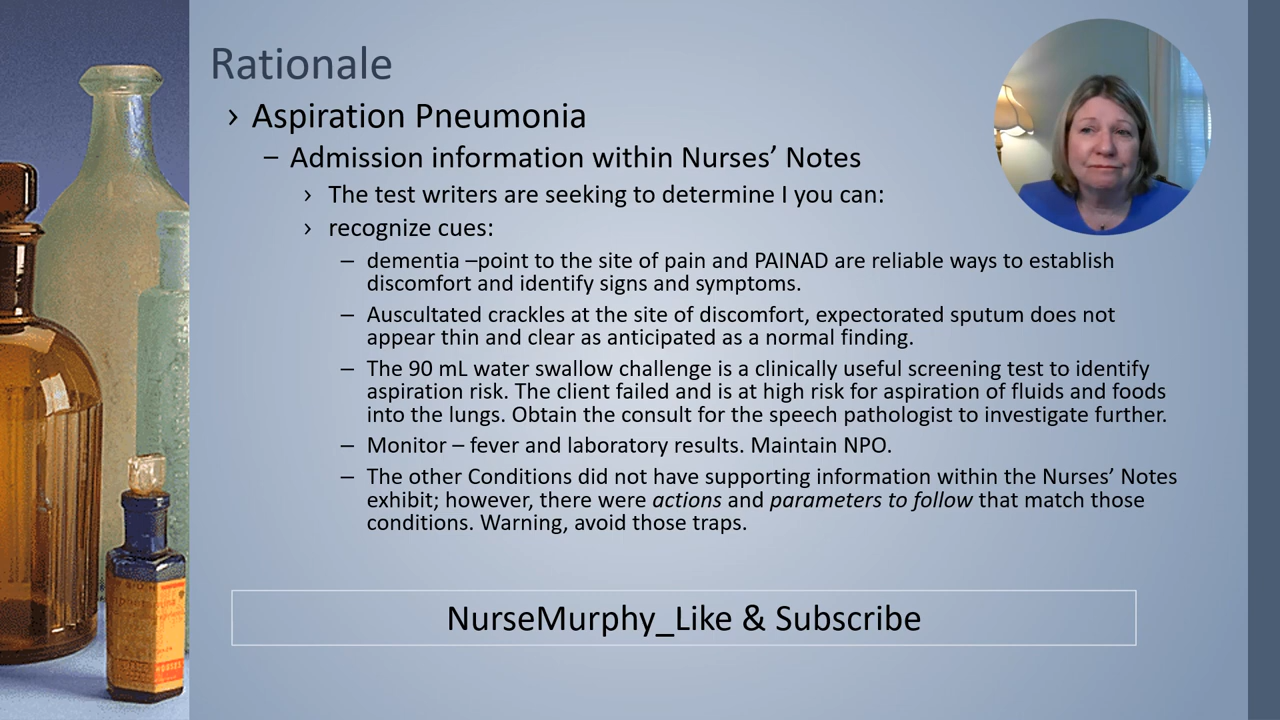 Rationale
› Aspiration Pneumonia
– Admission information within Nurses’ Notes
› The test writers are seeking to determine I you can:
› recognize cues:
– dementia –point to the site of pain and PAINAD are reliable ways to establish
discomfort and identify signs and symptoms.
– Auscultated crackles at the site of discomfort, expectorated sputum does not
appear thin and clear as anticipated as a normal finding.
– The 90 mL water swallow challenge is a clinically useful screening test to identify
aspiration risk. The client failed and is at high risk for aspiration of fluids and foods
into the lungs. Obtain the consult for the speech pathologist to investigate further.
– Monitor – fever and laboratory results. Maintain NPO.
– The other Conditions did not have supporting information within the Nurses’ Notes
exhibit; however, there were actions and parameters to follow that match those
conditions. Warning, avoid those traps.
NurseMurphy_Like & Subscribe